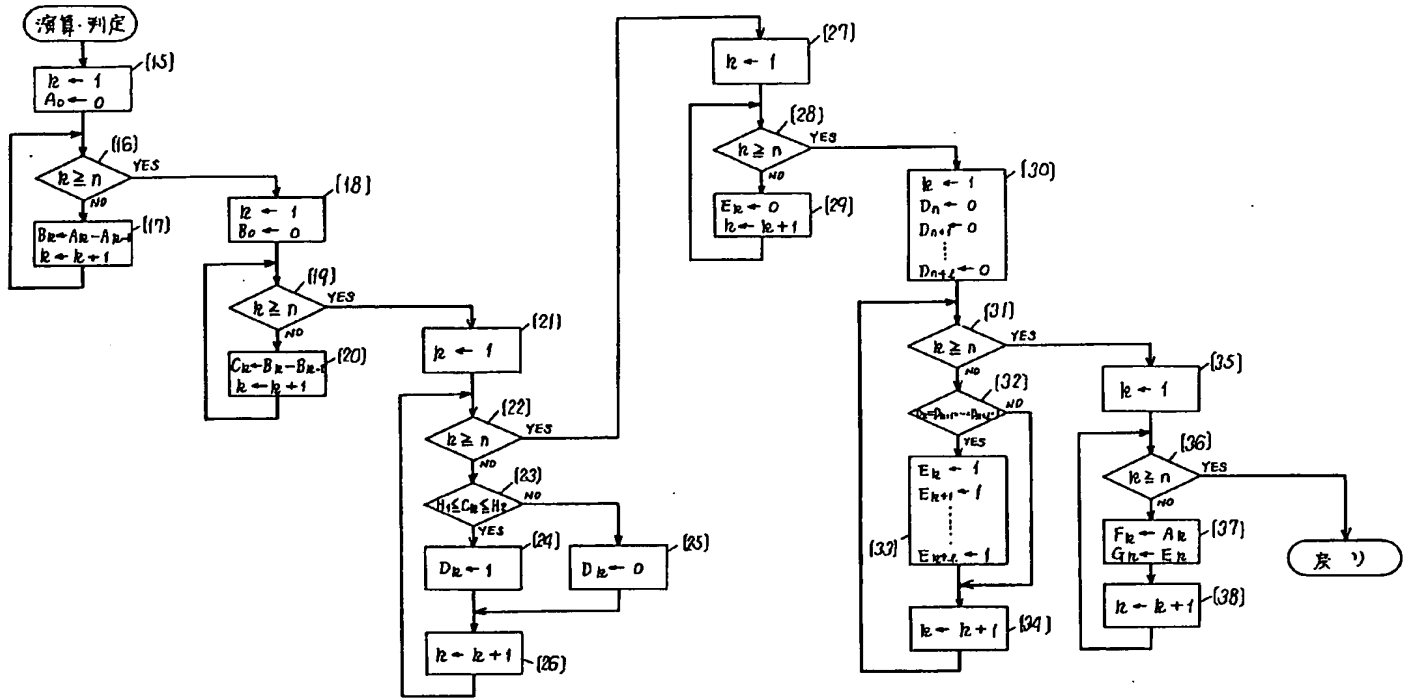 演算・判定
k ← 1
A₀ ← 0
(15)
(16)
k ≧ n
YES
NO
(17)
Bk←Ak-Ak-1
k ← k+1
(18)
k ← 1
B₀ ← 0
(19)
k ≧ n
YES
NO
(20)
Ck←Bk-Bk-1
k ← k+1
(21)
k ← 1
(22)
k ≧ n
YES
NO
(23)
H₁≦Ck≦H₂
NO
YES
(24)
Dk ← 1
(25)
Dk ← 0
k ← k+1
(26)
(27)
k ← 1
(28)
k ≧ n
YES
NO
Ek ← 0
k ← k+1
(29)
k ← 1
Dn ← 0
Dn+1 ← 0
Dn+L ← 0
(30)
(31)
k ≧ n
YES
NO
(32)
NO
YES
Ek ← 1
Ek+1 ← 1
Ek+L ← 1
(33)
k ← k+1
(34)
(35)
k ← 1
(36)
k ≧ n
YES
NO
Fk ← Ak
Gk ← Ek
(37)
k ← k+1
(38)
戻り